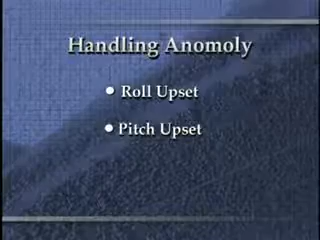 Handling Anomoly
• Roll Upset
• Pitch Upset